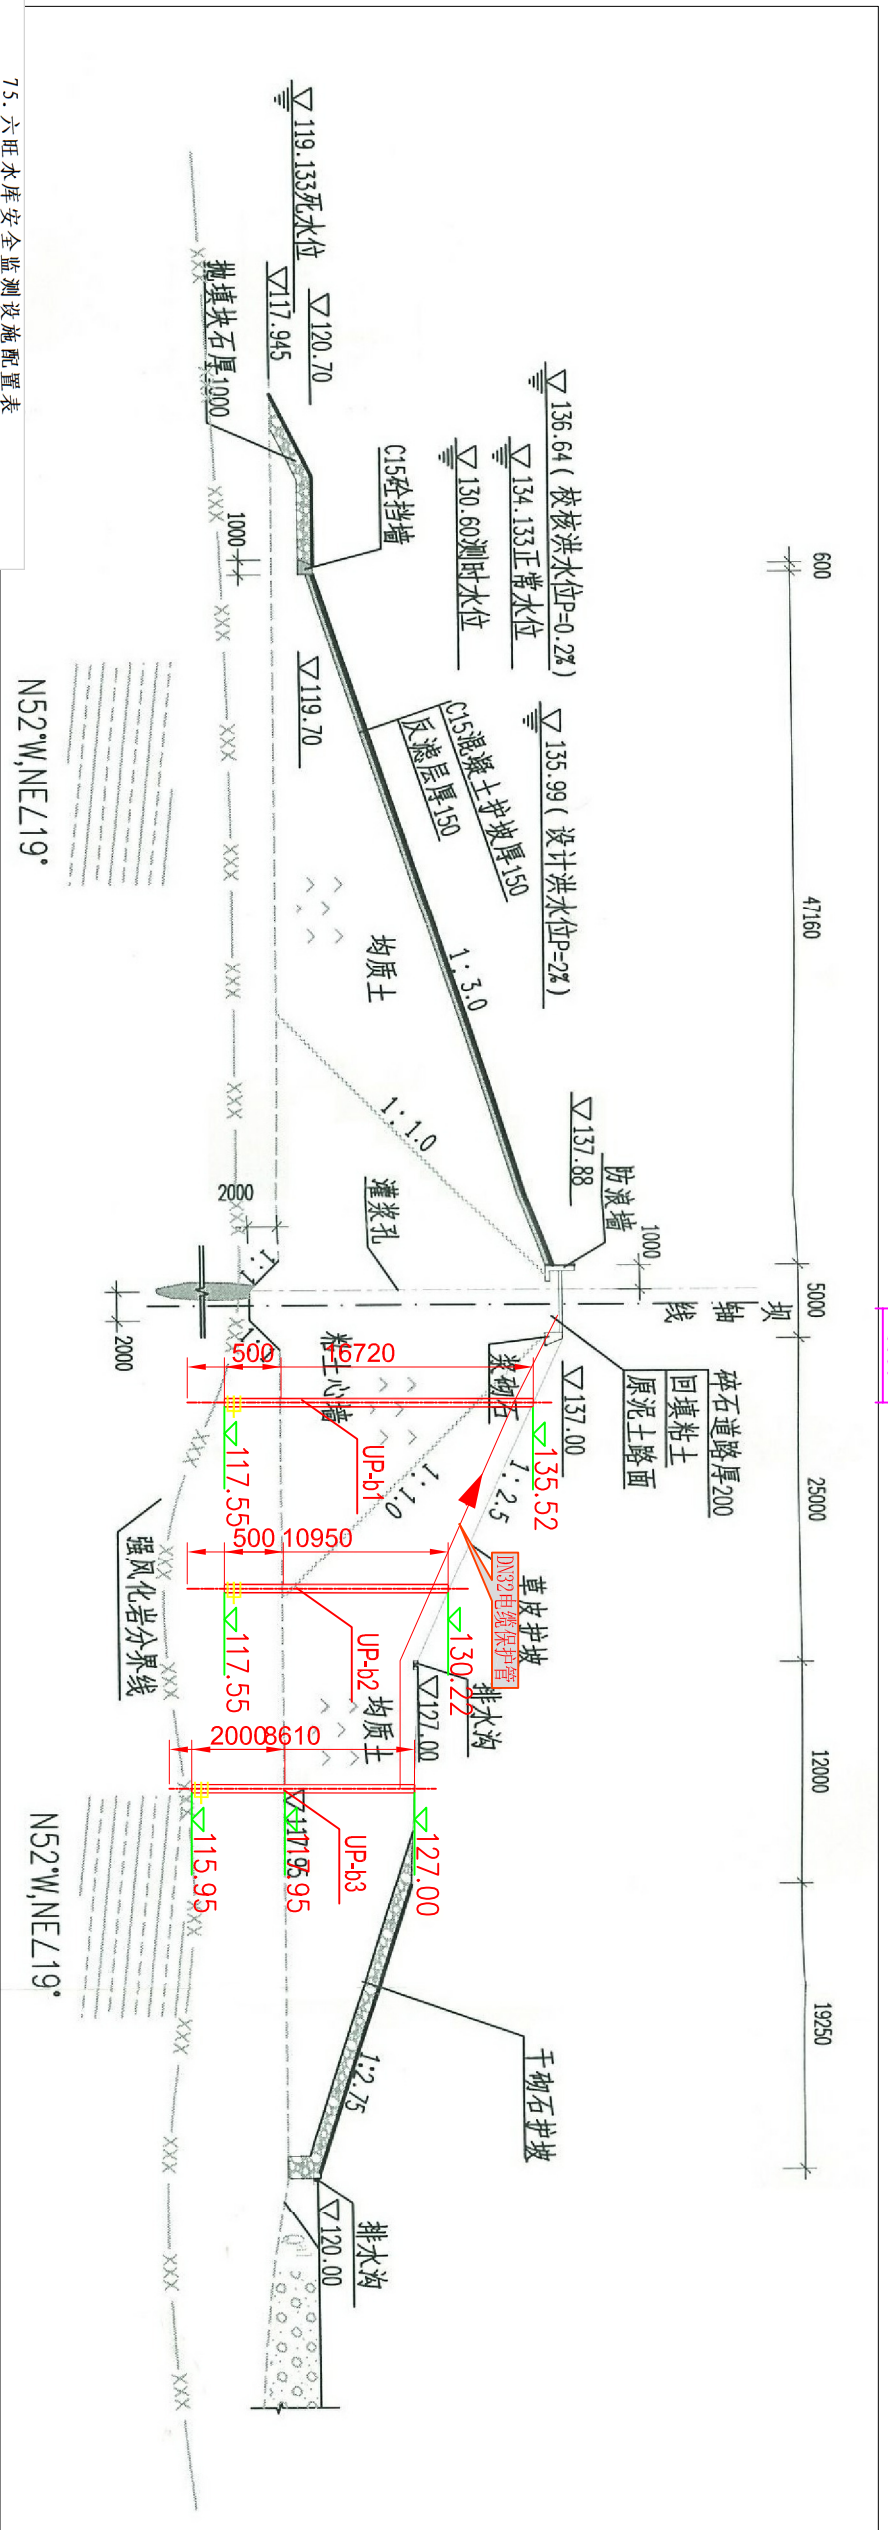 75.六旺水库安全监测设施配置表
600
47160
5000
25000
12000
19250
▽119.133死水位
▽117.945
▽120.70
抛填块石厚1000
C15砼挡墙
1000
▽136.64(校核洪水位P=0.2%)
▽134.133正常水位
▽130.60测时水位
▽135.99(设计洪水位P=2%)
▽119.70
C15混凝土护坡厚150
反滤层厚150
均质土
1:3.0
1:1.0
▽137.88
防浪墙
1000
灌浆孔
2000
1:1
2000
坝轴线
碎石道路厚200
回填粘土
原泥土路面
▽137.00
浆砌石
粘土心墙
500
16720
▽135.52
▽117.55
UP-b1
1:1.0
1:2.5
500
10950
▽130.22
▽117.55
UP-b2
DN32电缆保护管
草皮护坡
排水沟
▽127.00
均质土
强风化岩分界线
2000
8610
▽127.00
▽117.95
▽117.95
▽115.95
UP-b3
干砌石护坡
1:2.75
排水沟
▽120.00
N52°W,NE∠19°
N52°W,NE∠19°